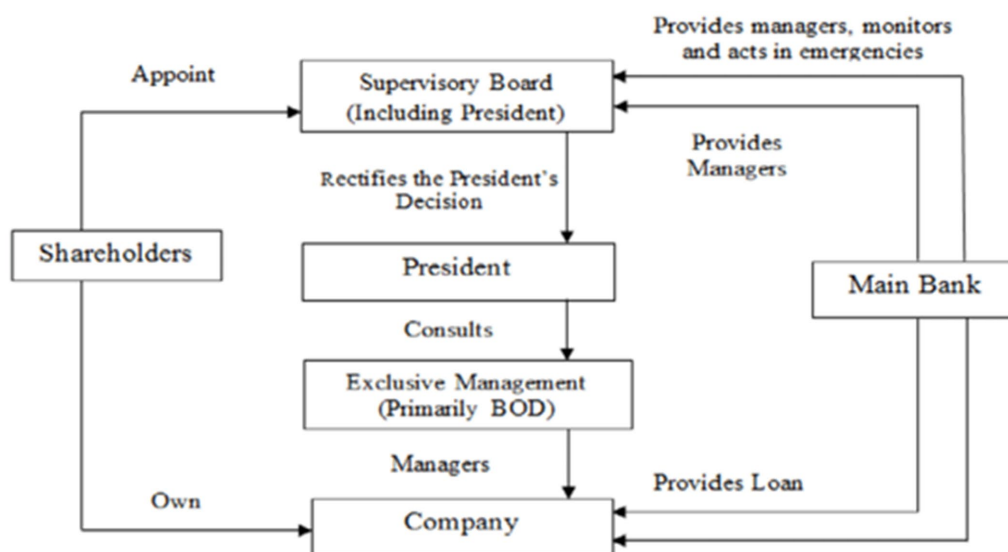 Provides managers, monitors
and acts in emergencies
Appoint
Supervisory Board
(Including President)
Provides
Managers
Rectifies the President's
Decision
Shareholders
President
Main Bank
Consults
Exclusive Management
(Primarily BOD)
Managers
Provides Loan
Own
Company